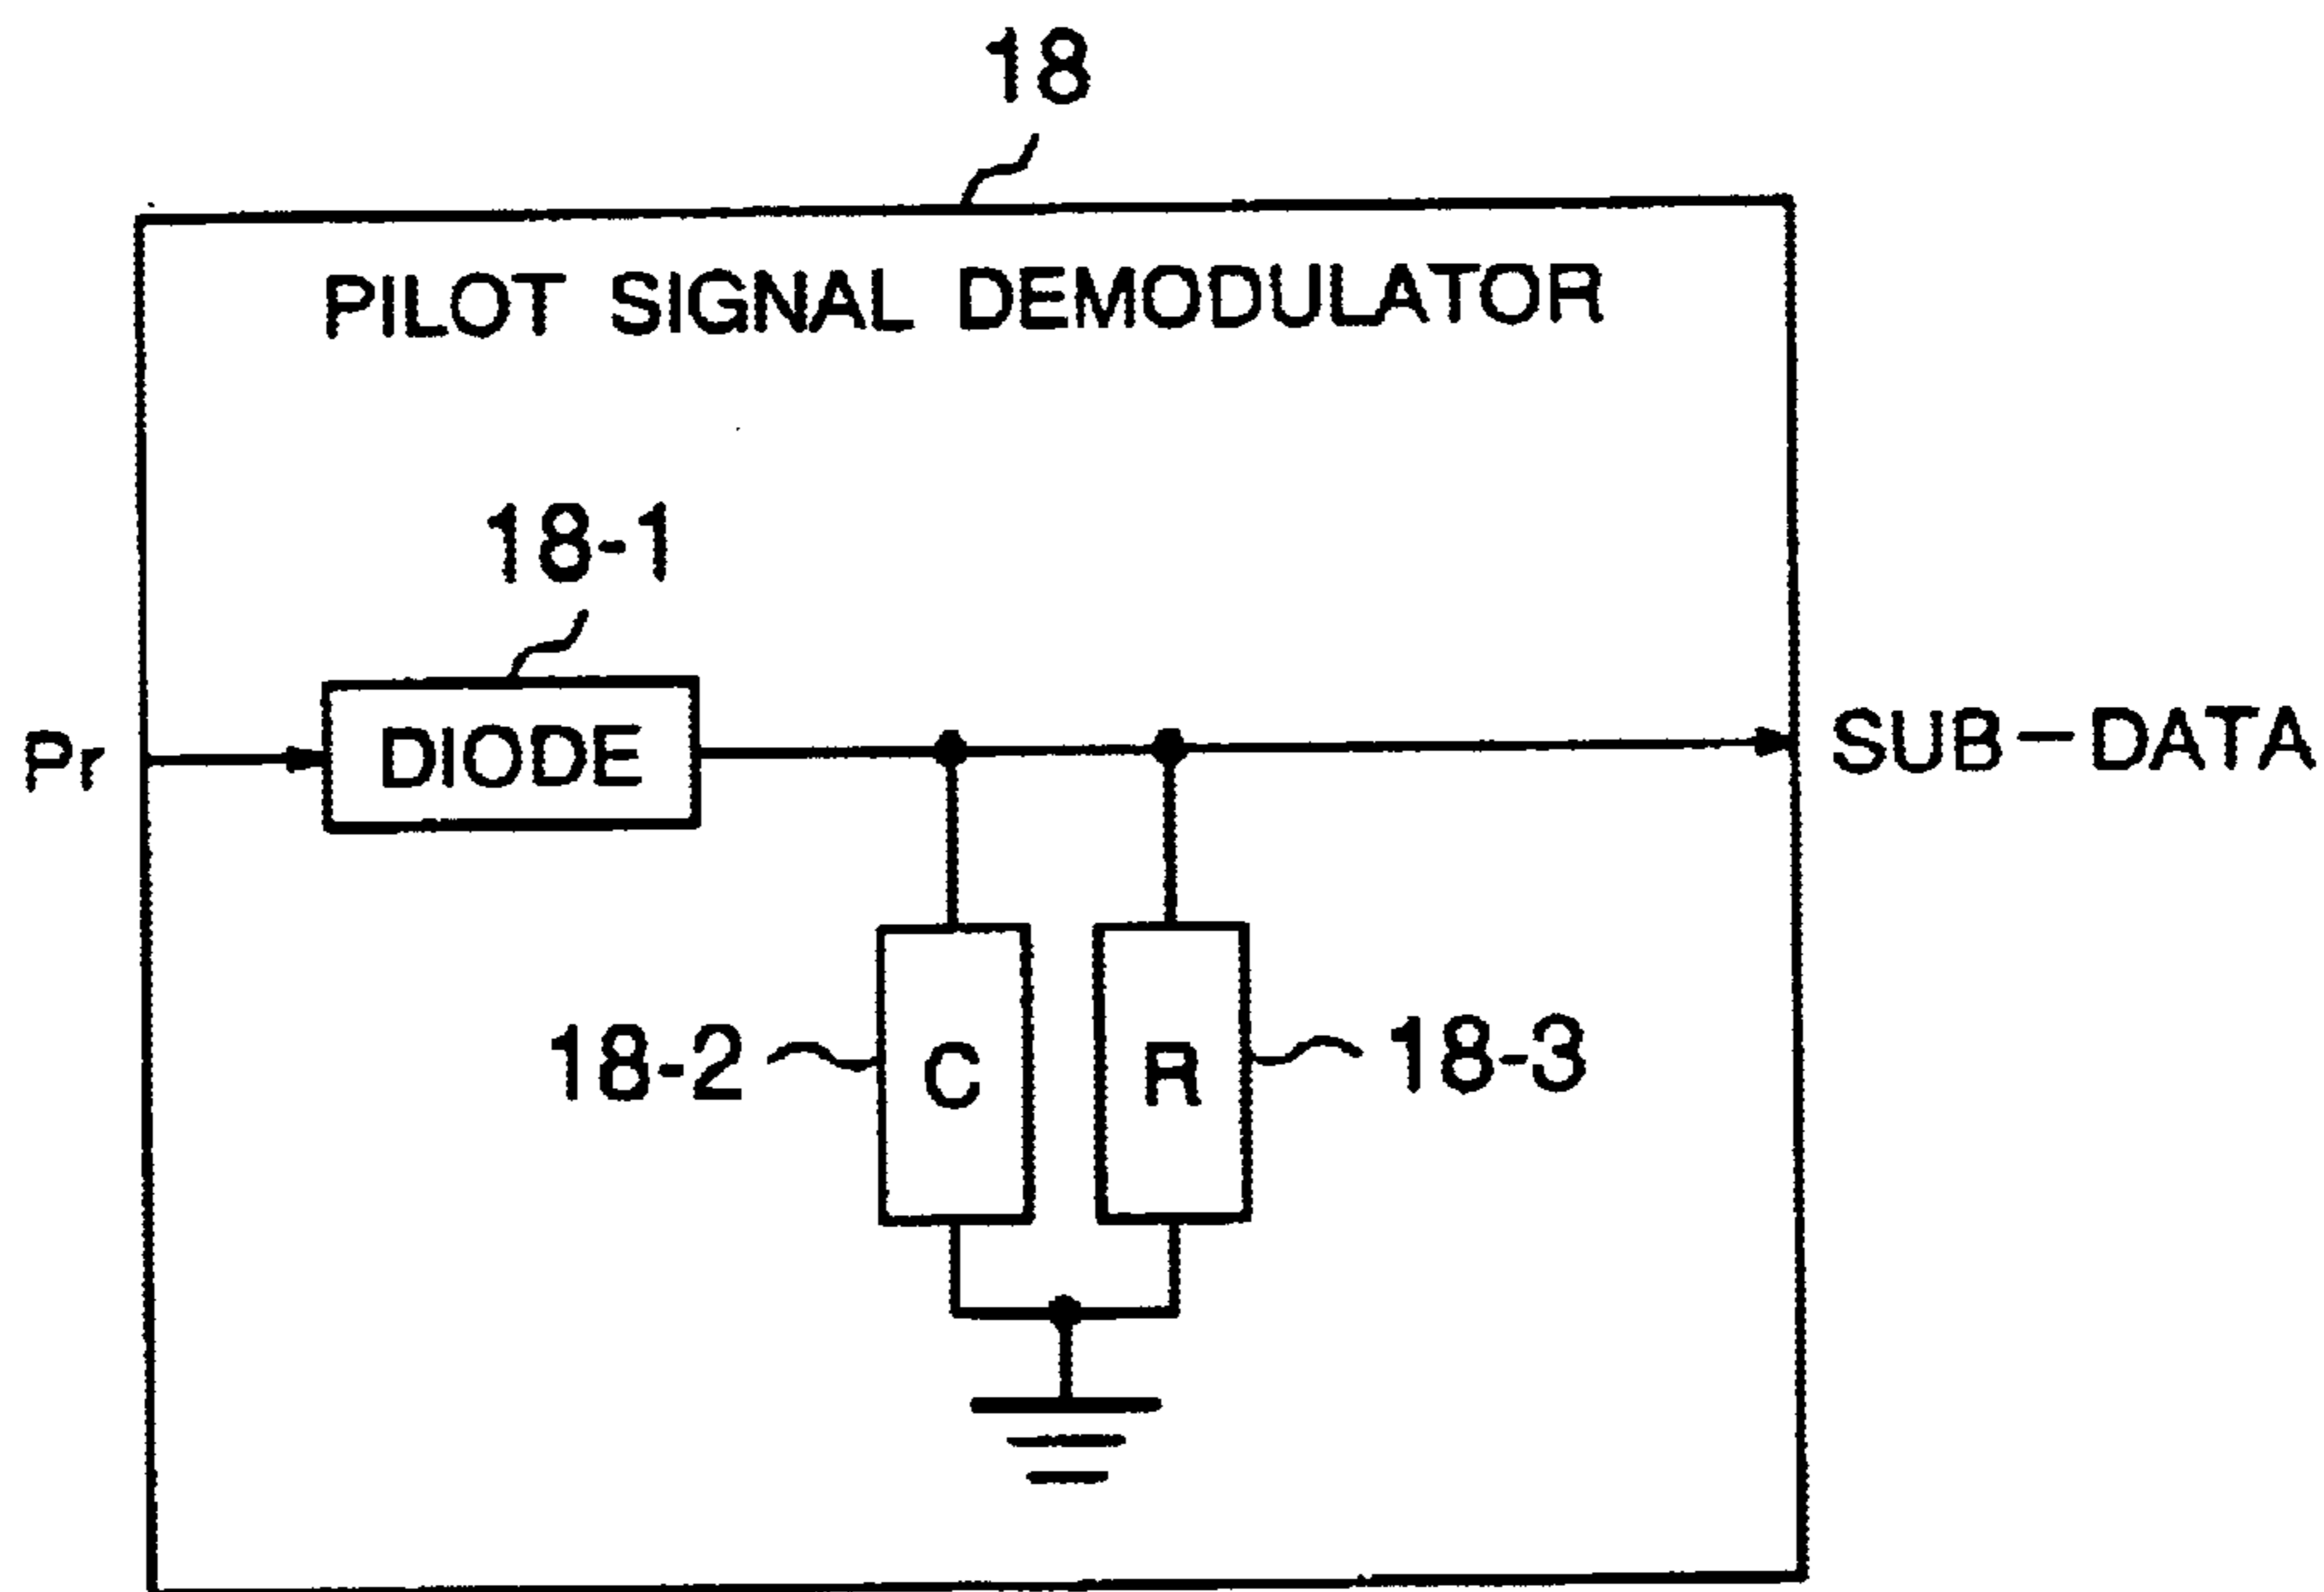 18
PILOT SIGNAL DEMODULATOR
18-1
Pr
DIODE
SUB-DATA
18-2
C
R
18-3